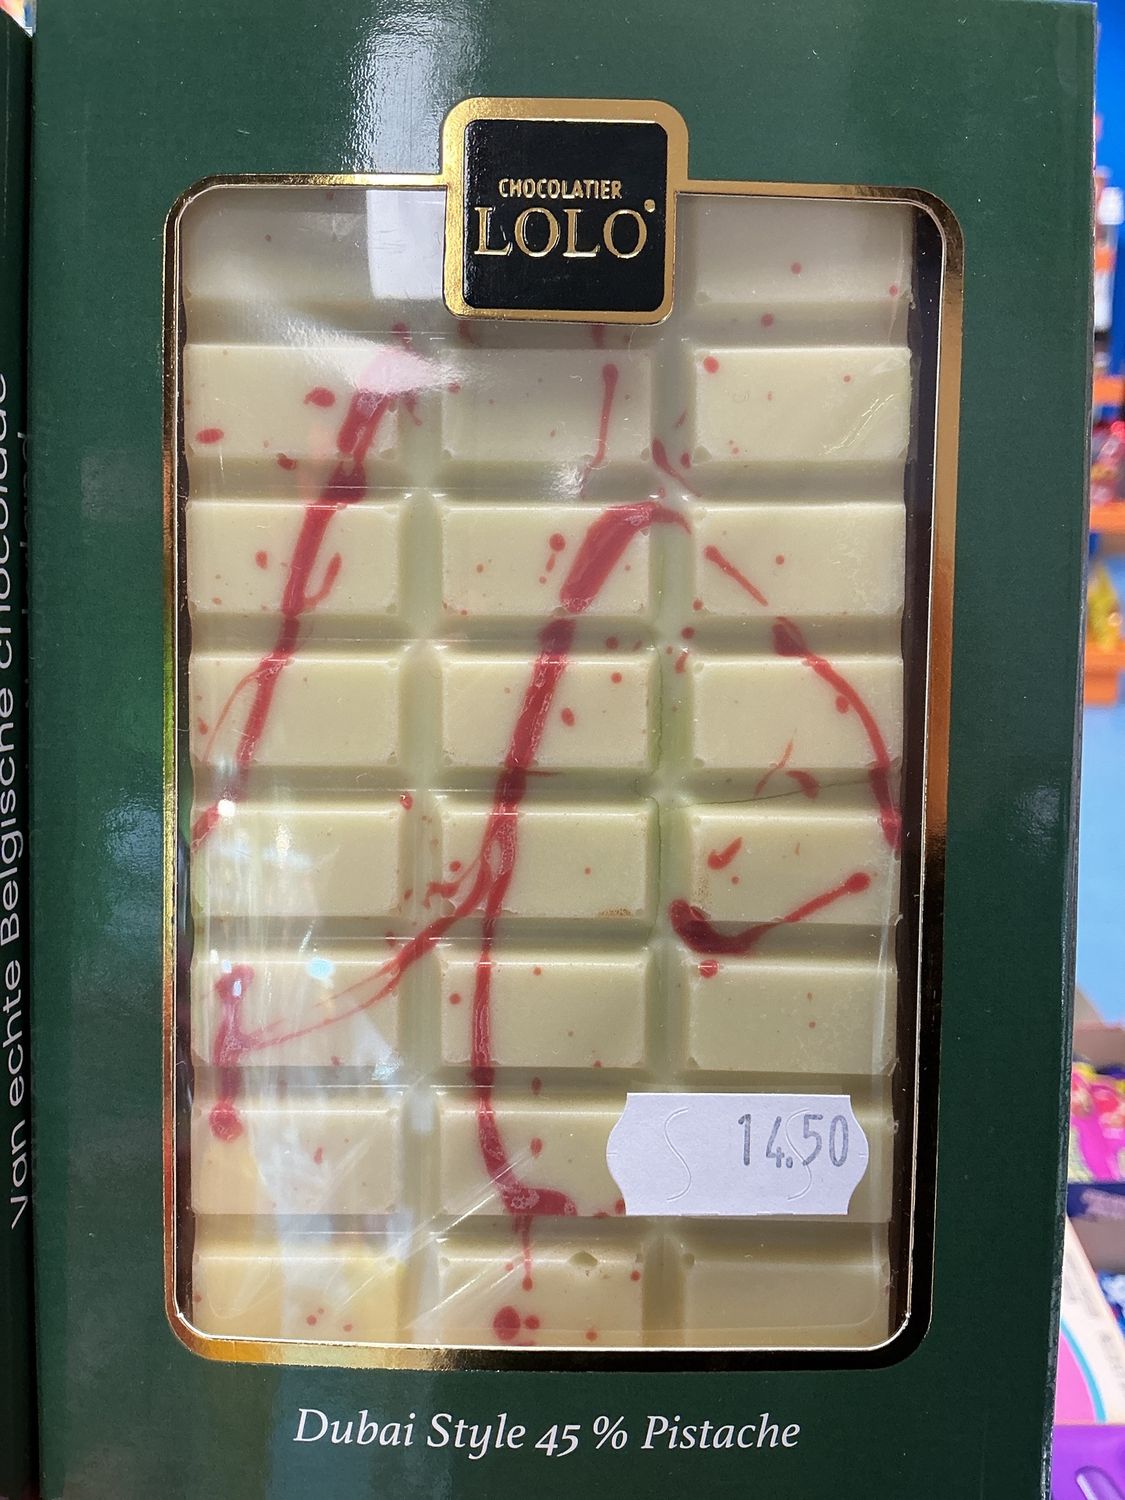 CHOCOLATIER
LOLO
14.50
Dubai Style 45 % Pistache
Van echte Belgische chocolade